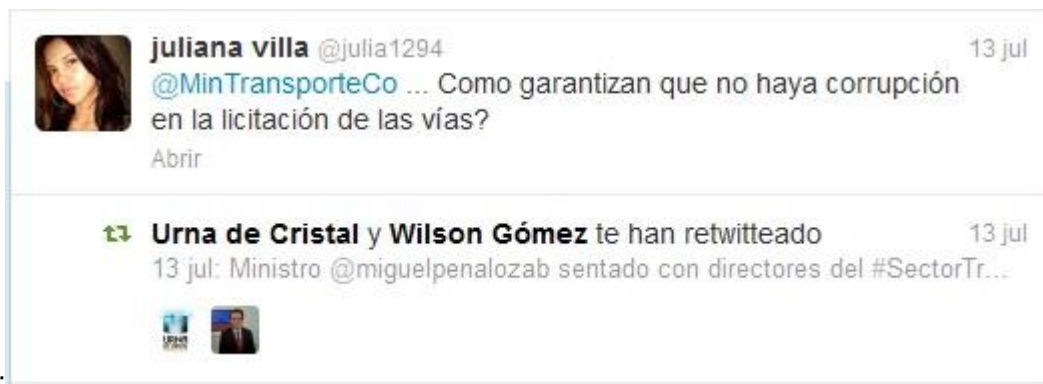 juliana villa @julia1294 13 jul
@MinTransporteCo ... Como garantizan que no haya corrupción
en la licitación de las vías?
Abrir
Urna de Cristal y Wilson Gómez te han retwitteado 13 jul
13 jul: Ministro @miguelpenalozab sentado con directores del #SectorTr...
URNA
.